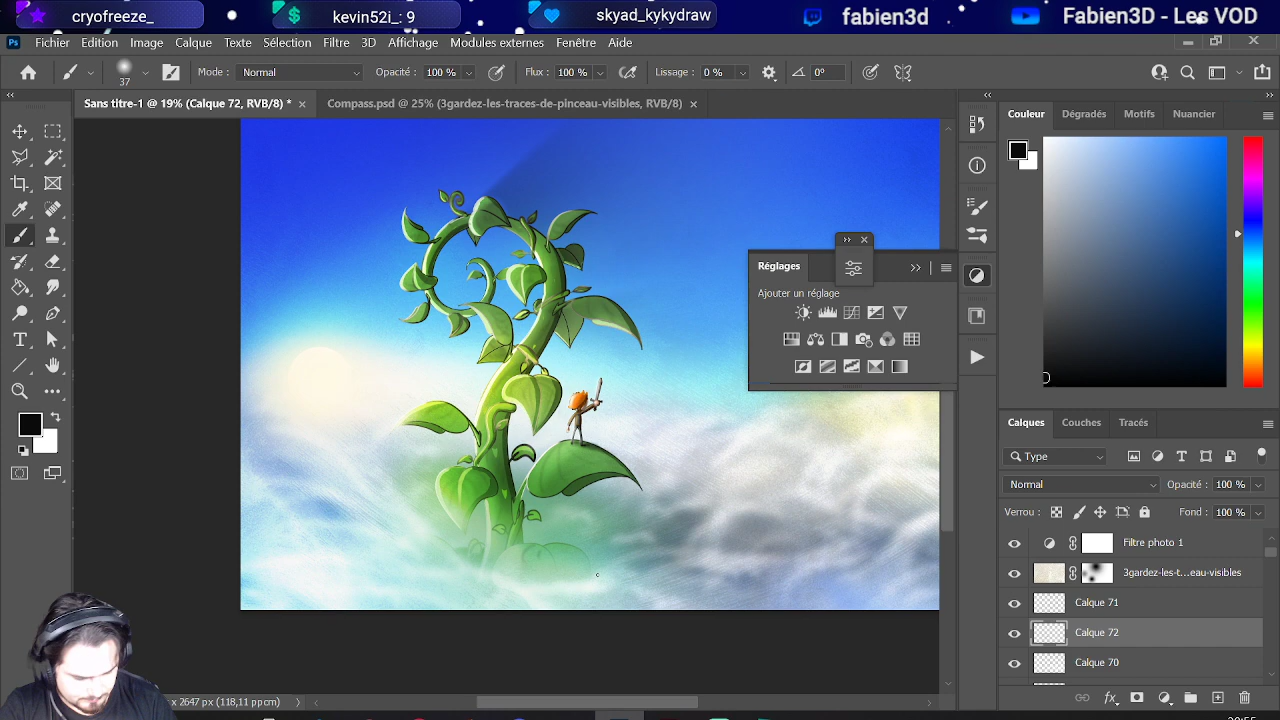 cryofreeze_
kevin52i_: 9
skyad_kykydraw
fabien3d
Fabien3D - Les VOD
Ps Fichier Edition Image Calque Texte Sélection Filtre 3D Affichage Modules externes Fenêtre Aide
37 Mode : Normal Opacité : 100 % Flux : 100 % Lissage : 0 % 0°
Sans titre-1 @ 19% (Calque 72, RVB/8) * Compass.psd @ 25% (3gardez-les-traces-de-pinceau-visibles, RVB/8)
Couleur Dégradés Motifs Nuancier
Réglages
Ajouter un réglage
Calques Couches Tracés
Type
Normal Opacité : 100 %
Verrou : Fond : 100 %
Filtre photo 1
3gardez-les-t...eau-visibles
Calque 71
Calque 72
Calque 70
x 2647 px (118,11 ppcm)